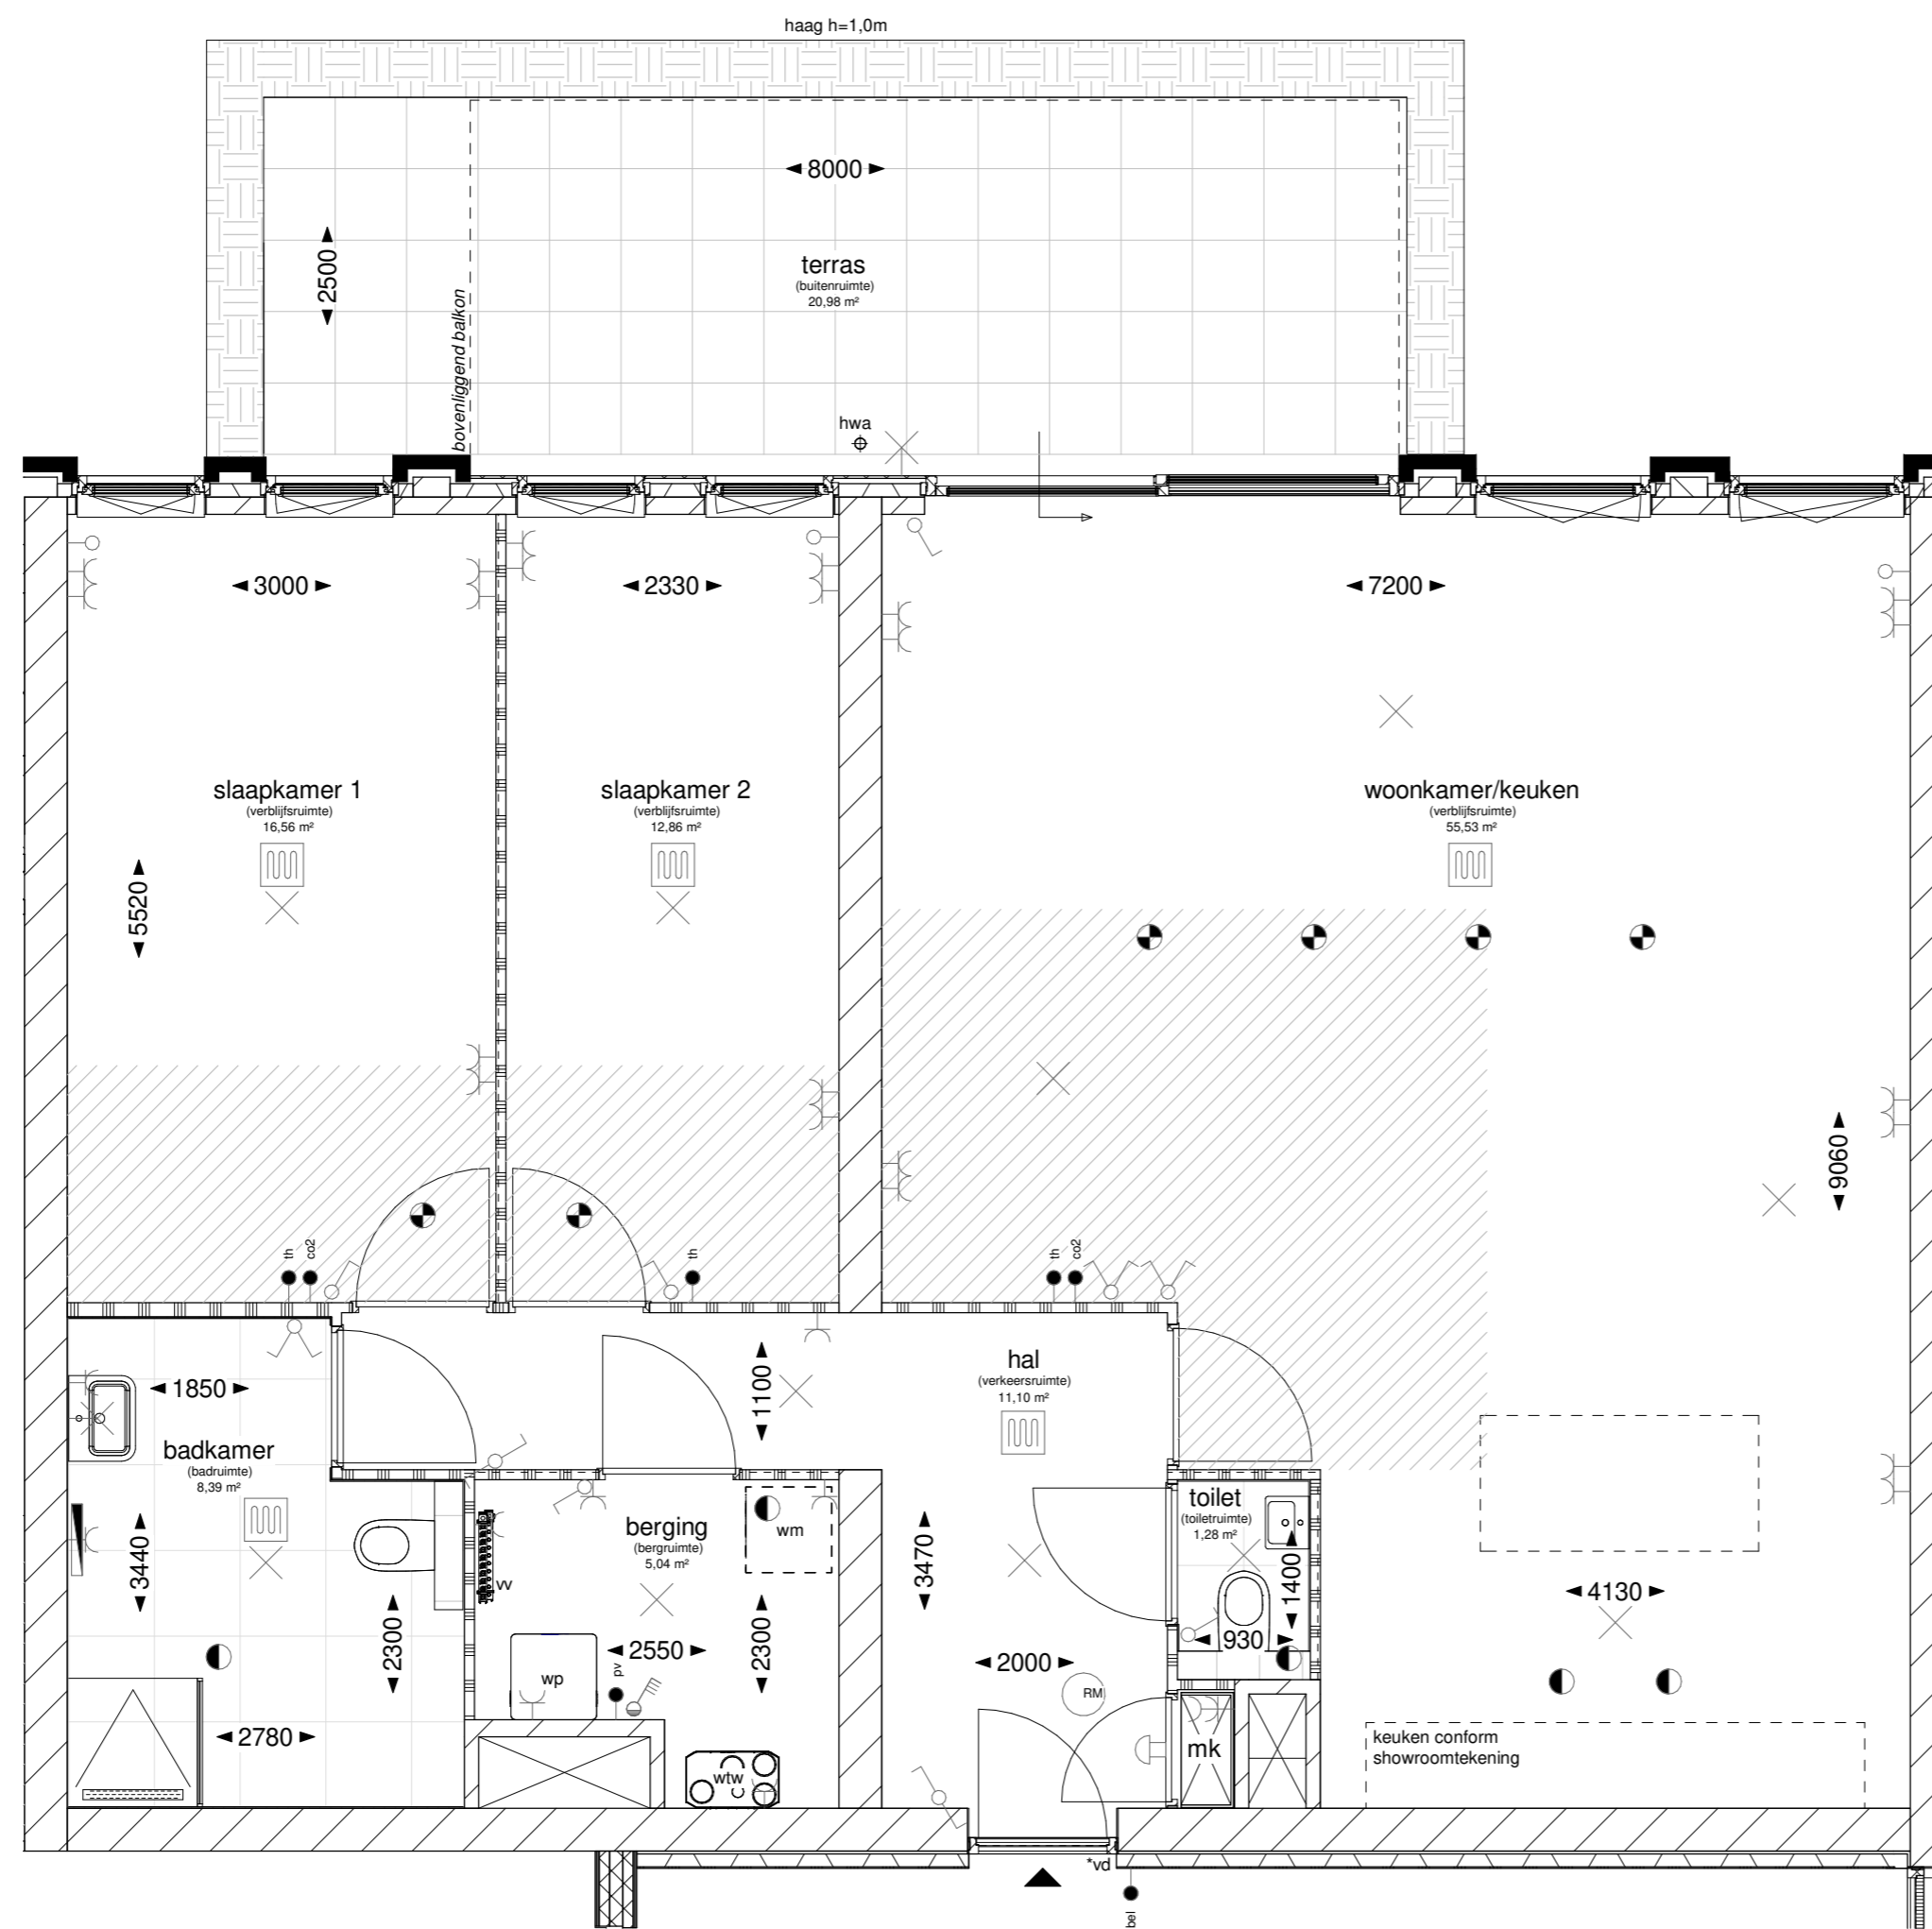 haag h=1,0m
8000
2500
terras
(buitenruimte)
20,98 m²
bovenliggend balkon
hwa
3000
2330
7200
slaapkamer 1
(verblijfsruimte)
16,56 m²
slaapkamer 2
(verblijfsruimte)
12,86 m²
woonkamer/keuken
(verblijfsruimte)
55,53 m²
5520
9060
th
co2
th
th
co2
1850
1100
hal
(verkeersruimte)
11,10 m²
badkamer
(badruimte)
8,39 m²
3440
2300
berging
(bergruimte)
5,04 m²
wm
vv
wp
2550
pv
2300
3470
toilet
(toiletruimte)
1,28 m²
1400
930
2000
RM
4130
2780
wtw
mk
keuken conform
showroomtekening
*vd
bel